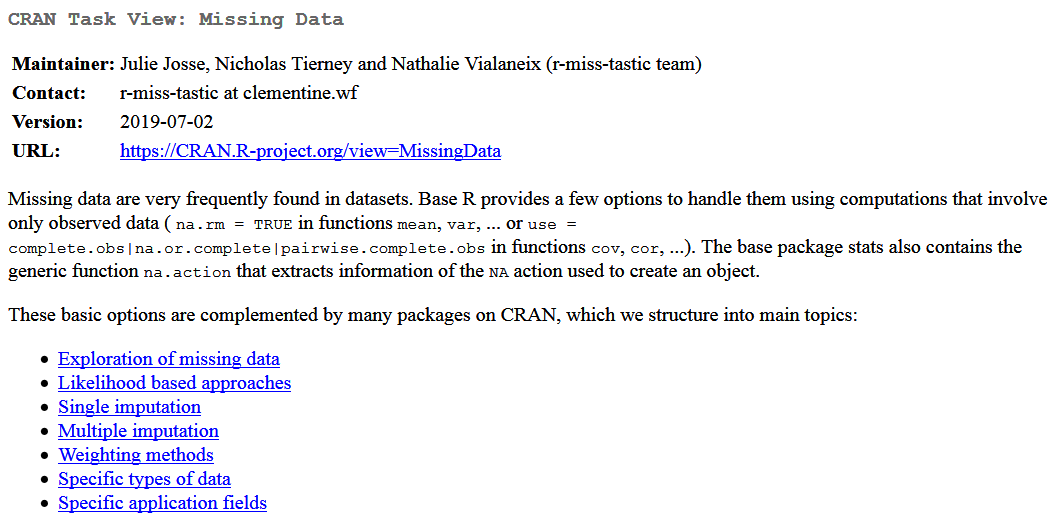 CRAN Task View: Missing Data
Maintainer: Julie Josse, Nicholas Tierney and Nathalie Vialaneix (r-miss-tastic team)
Contact: r-miss-tastic at clementine.wf
Version: 2019-07-02
URL: https://CRAN.R-project.org/view=MissingData
Missing data are very frequently found in datasets. Base R provides a few options to handle them using computations that involve
only observed data ( na.rm = TRUE in functions mean, var, ... or use =
complete.obs|na.or.complete|pairwise.complete.obs in functions cov, cor, ...). The base package stats also contains the
generic function na.action that extracts information of the NA action used to create an object.
These basic options are complemented by many packages on CRAN, which we structure into main topics:
• Exploration of missing data
• Likelihood based approaches
• Single imputation
• Multiple imputation
• Weighting methods
• Specific types of data
• Specific application fields